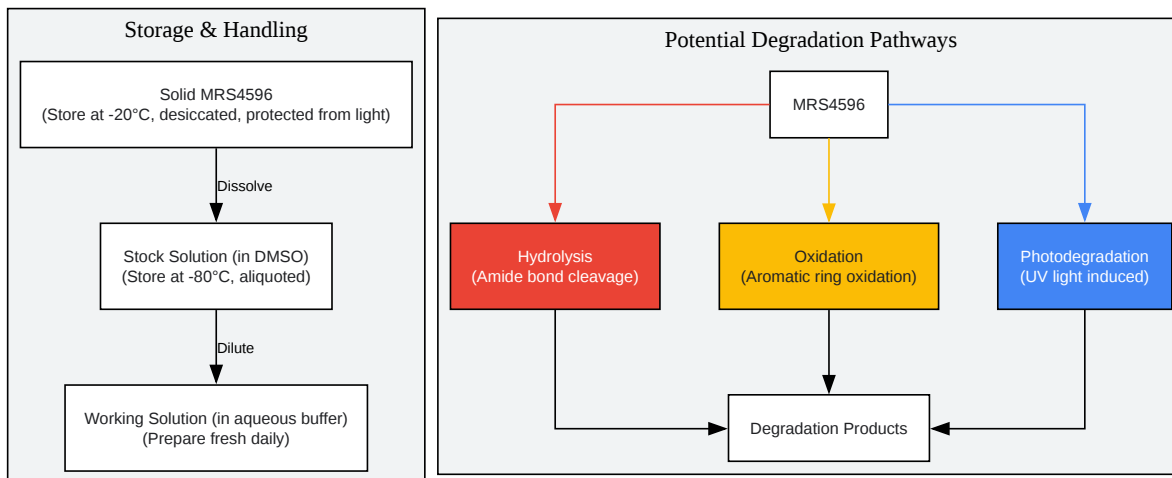 Storage & Handling
Solid MRS4596
(Store at -20°C, desiccated, protected from light)
Dissolve
Stock Solution (in DMSO)
(Store at -80°C, aliquoted)
Dilute
Working Solution (in aqueous buffer)
(Prepare fresh daily)
Potential Degradation Pathways
MRS4596
Hydrolysis
(Amide bond cleavage)
Oxidation
(Aromatic ring oxidation)
Photodegradation
(UV light induced)
Degradation Products